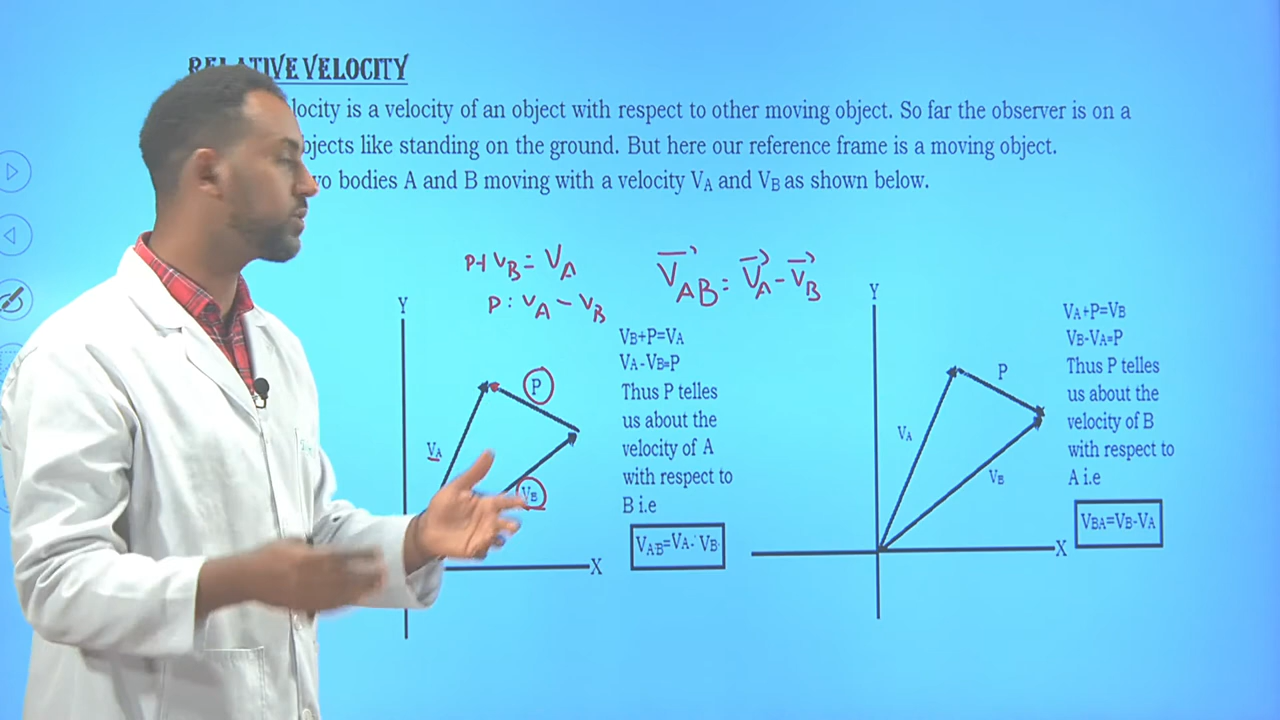 RELATIVE VELOCITY
locity is a velocity of an object with respect to other moving object. So far the observer is on a
bjects like standing on the ground. But here our reference frame is a moving object.
wo bodies A and B moving with a velocity VA and VB as shown below.
P+VB=VA
P:VA-VB
VAB=VA-VB
Y
VB+P=VA
VA-VB=P
Thus P telles
us about the
velocity of A
with respect to
B i.e
VAB=VA-VB
P
VA
VB
X
Y
VA+P=VB
VB-VA=P
Thus P telles
us about the
velocity of B
with respect to
A i.e
VBA=VB-VA
P
VA
VB
X